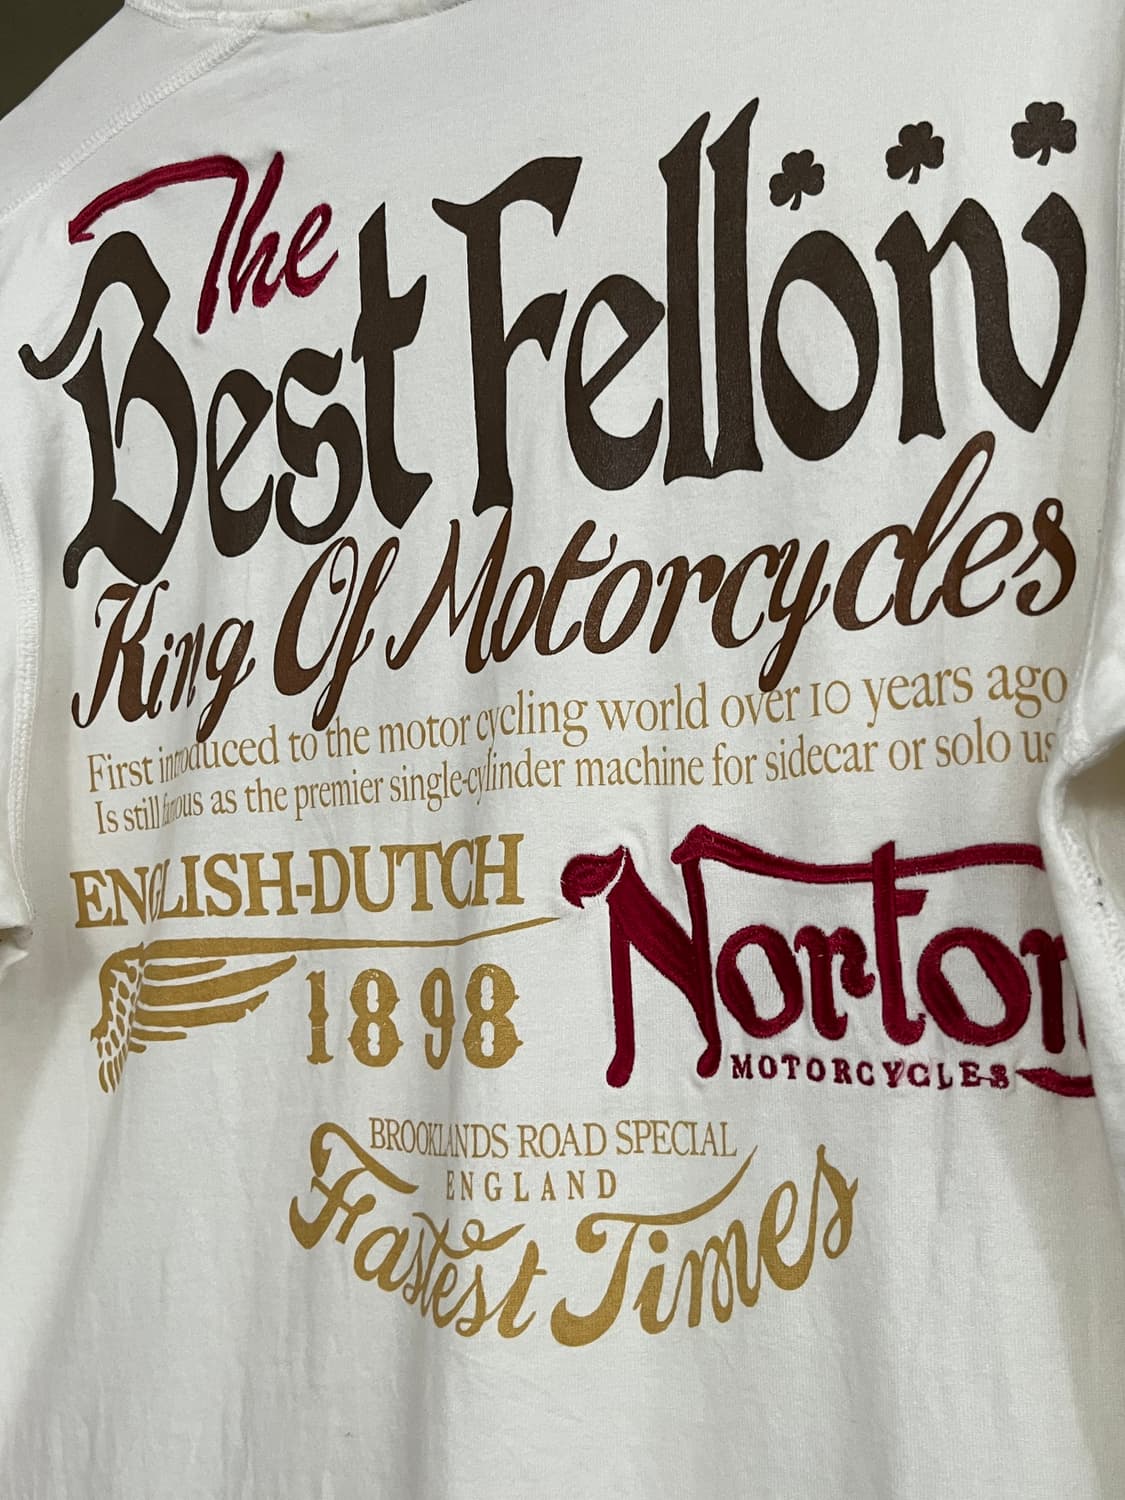 The
Best Fellow
King Of Motorcycles
First introduced to the motor cycling world over 10 years ago
Is still famous as the premier single-cylinder machine for sidecar or solo us
ENGLISH-DUTCH
1898
Norton
MOTORCYCLES
BROOKLANDS ROAD SPECIAL
ENGLAND
Fastest Times